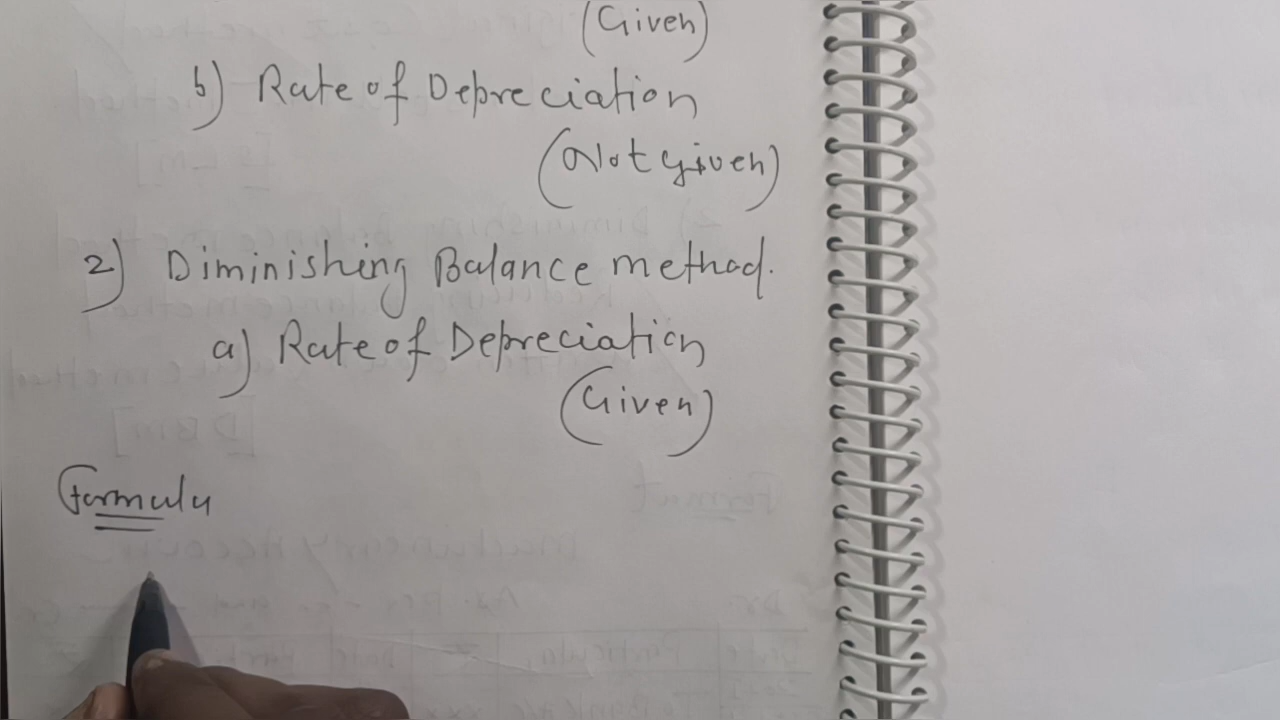 (Given)
b) Rate of Depreciation
(Not given)
2) Diminishing Balance method.
a) Rate of Depreciation
(Given)
Formula